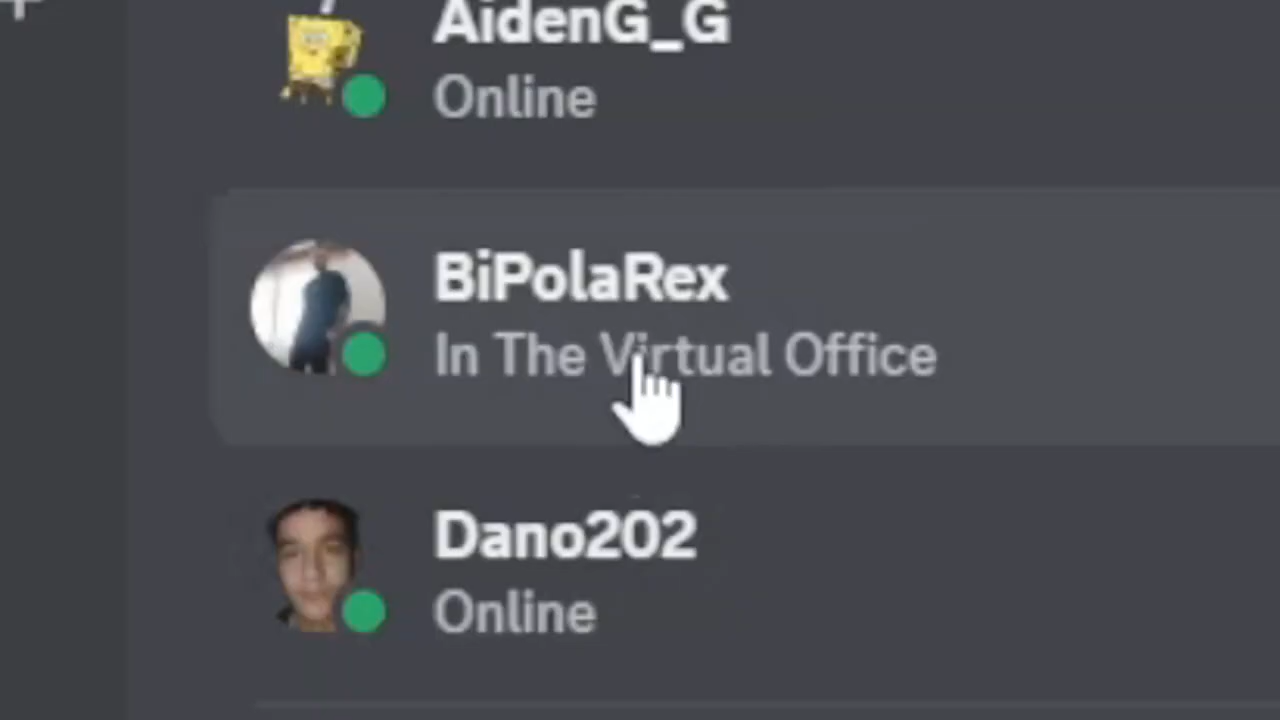 AidenG_G
Online
BiPolaRex
In The Virtual Office
Dano202
Online